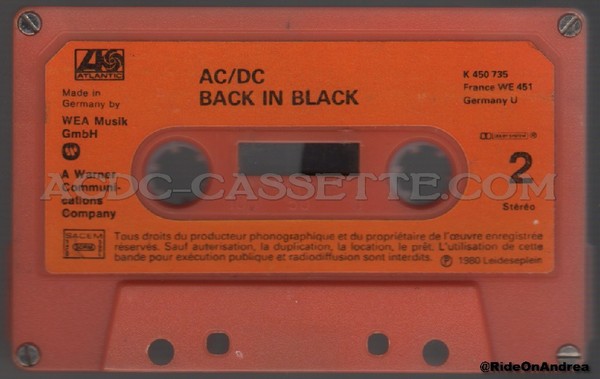 ATLANTIC
AC/DC
BACK IN BLACK
K 450 735
France WE 451
Germany U
Made in
Germany by
WEA Musik
GmbH
A Warner
Communi-
cations
Company
2
Stéréo
ACDC-CASSETTE.COM
SACEM
Tous droits du producteur phonographique et du propriétaire de l'œuvre enregistrée
réservés. Sauf autorisation, la duplication, la location, le prêt. L'utilisation de cette
bande pour exécution publique et radiodiffusion sont interdits. Ⓟ 1980 Leidseplein
@RideOnAndrea